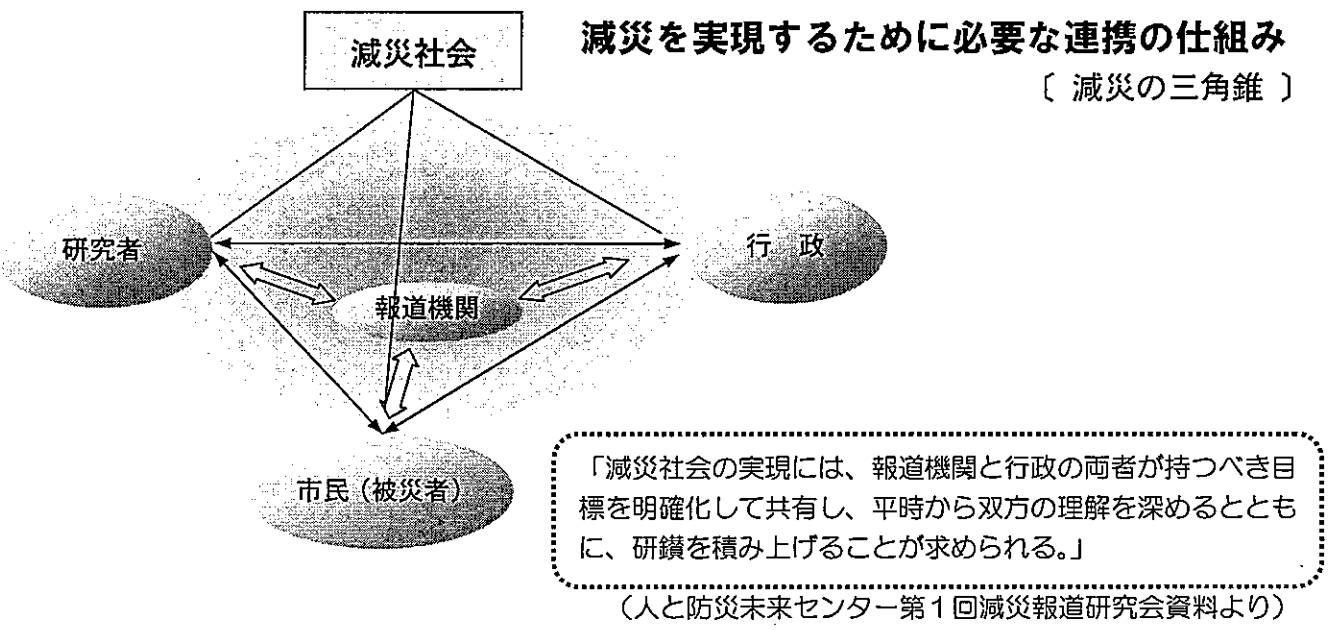 減災を実現するために必要な連携の仕組み
〔 減災の三角錐 〕
減災社会
研究者
行 政
報道機関
市民(被災者)
「減災社会の実現には、報道機関と行政の両者が持つべき目
標を明確化して共有し、平時から双方の理解を深めるととも
に、研鑚を積み上げることが求められる。」
(人と防災未来センター第1回減災報道研究会資料より)